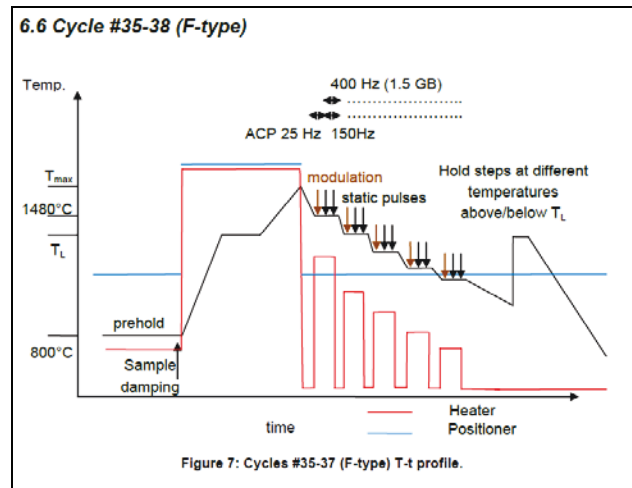 6.6 Cycle #35-38 (F-type)
Temp.
400 Hz (1.5 GB)
ACP 25 Hz 150Hz
Tmax
1480°C
TL
800°C
prehold
Sample
damping
modulation
static pulses
Hold steps at different
temperatures
above/below TL
time
Heater
Positioner
Figure 7: Cycles #35-37 (F-type) T-t profile.